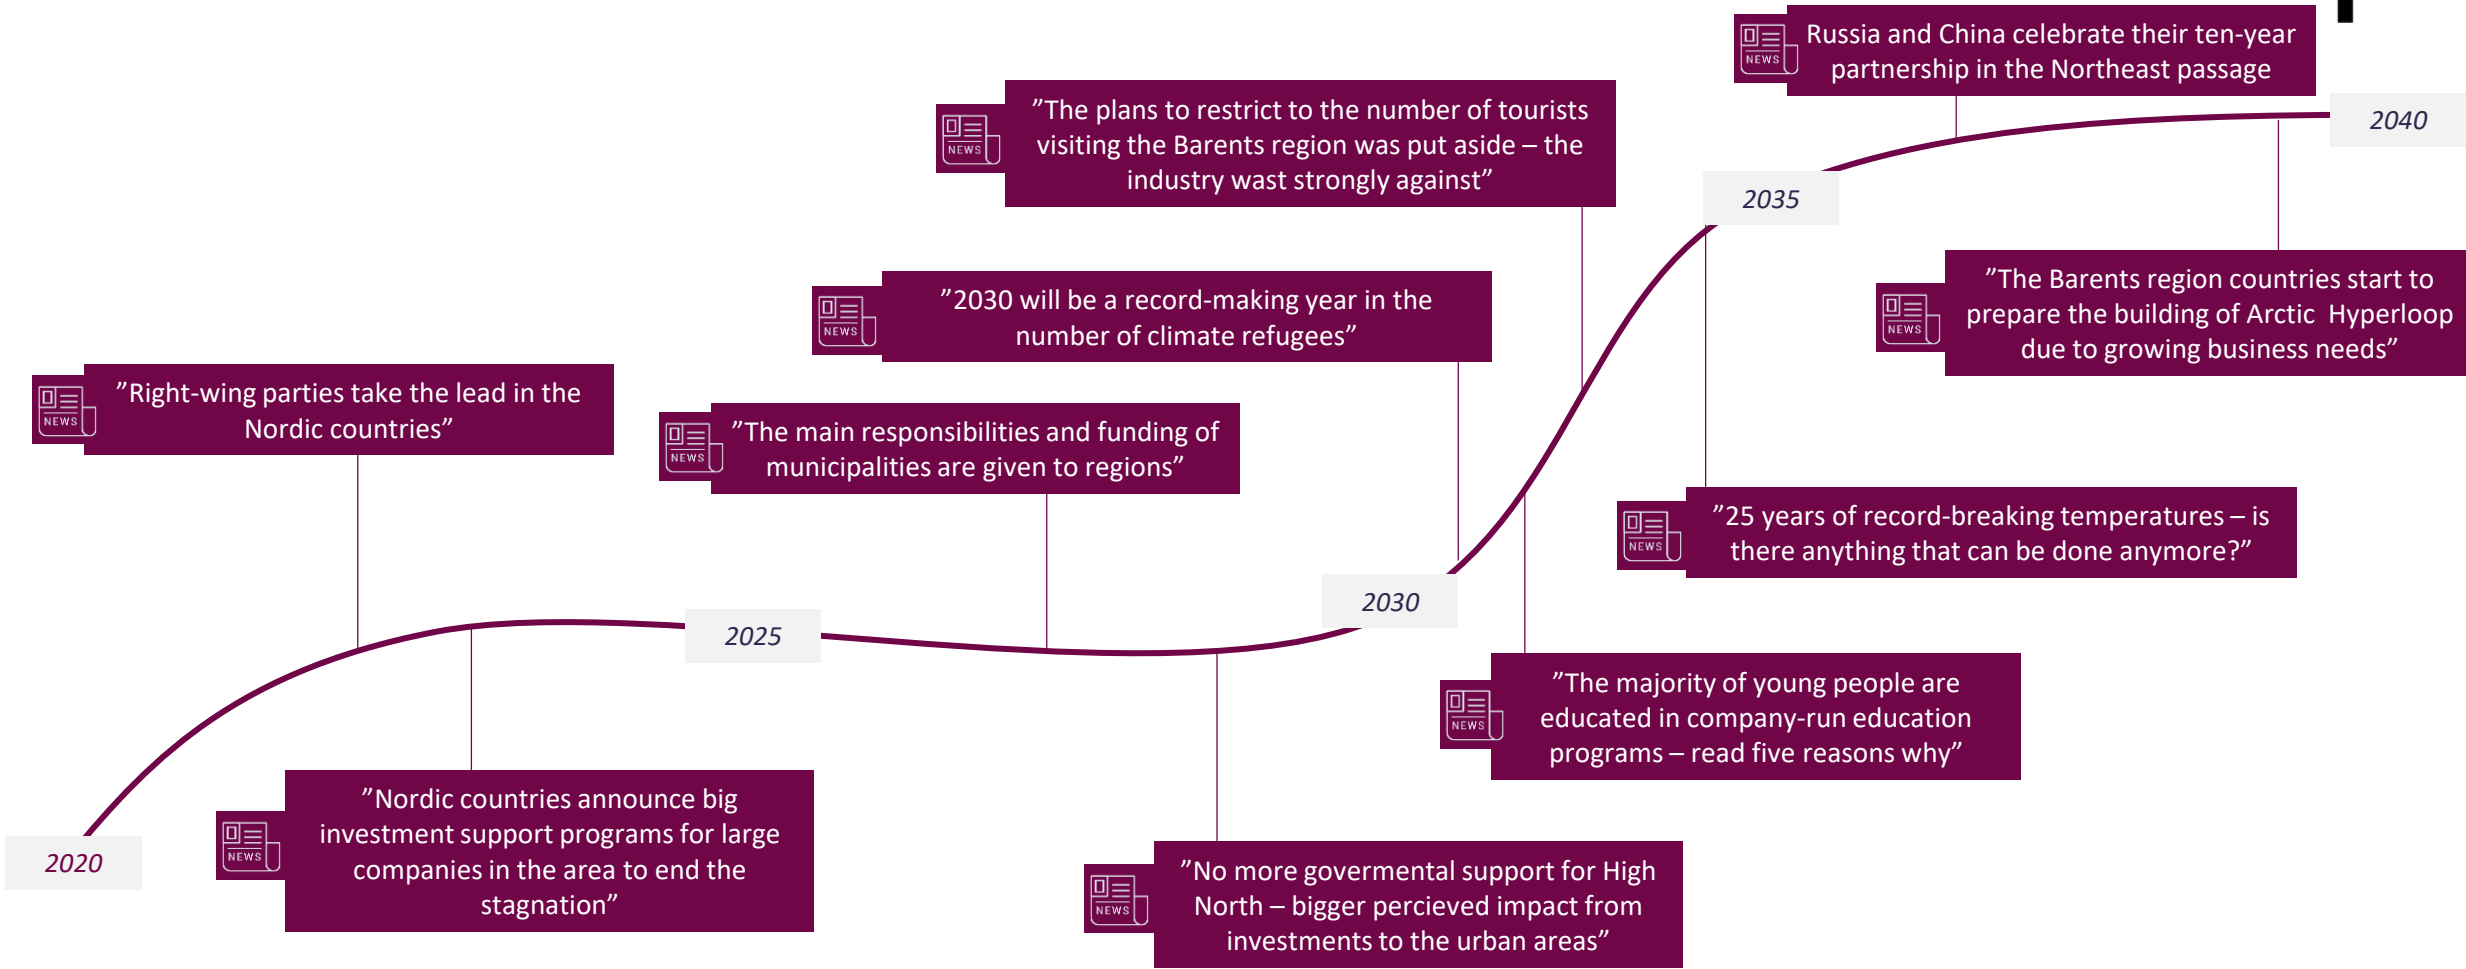 Russia and China celebrate their ten-year
partnership in the Northeast passage
NEWS
”The plans to restrict to the number of tourists
visiting the Barents region was put aside – the
industry wast strongly against”
NEWS
2040
2035
”2030 will be a record-making year in the
number of climate refugees”
NEWS
”The Barents region countries start to
prepare the building of Arctic Hyperloop
due to growing business needs”
NEWS
”Right-wing parties take the lead in the
Nordic countries”
NEWS
”The main responsibilities and funding of
municipalities are given to regions”
NEWS
”25 years of record-breaking temperatures – is
there anything that can be done anymore?”
NEWS
2030
2025
”The majority of young people are
educated in company-run education
programs – read five reasons why”
NEWS
”Nordic countries announce big
investment support programs for large
companies in the area to end the
stagnation”
NEWS
2020
”No more govermental support for High
North – bigger percieved impact from
investments to the urban areas”
NEWS